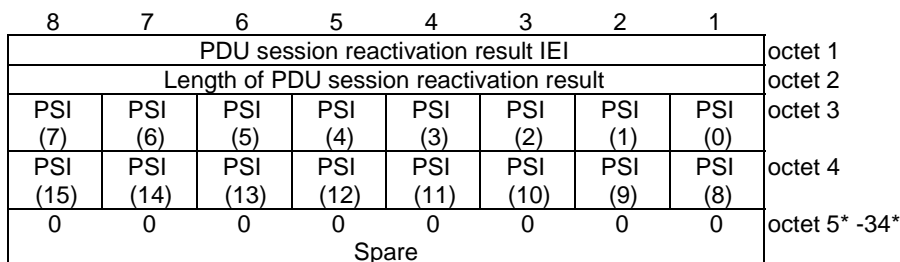 8 7 6 5 4 3 2 1
PDU session reactivation result IEI octet 1
Length of PDU session reactivation result octet 2
PSI PSI PSI PSI PSI PSI PSI PSI octet 3
(7) (6) (5) (4) (3) (2) (1) (0)
PSI PSI PSI PSI PSI PSI PSI PSI octet 4
(15) (14) (13) (12) (11) (10) (9) (8)
0 0 0 0 0 0 0 0 octet 5* -34*
Spare